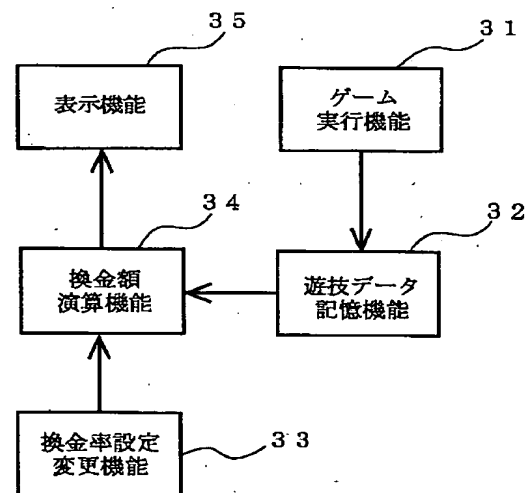 35
表示機能
31
ゲーム
実行機能
34
換金額
演算機能
32
遊技データ
記憶機能
換金率設定
変更機能
33